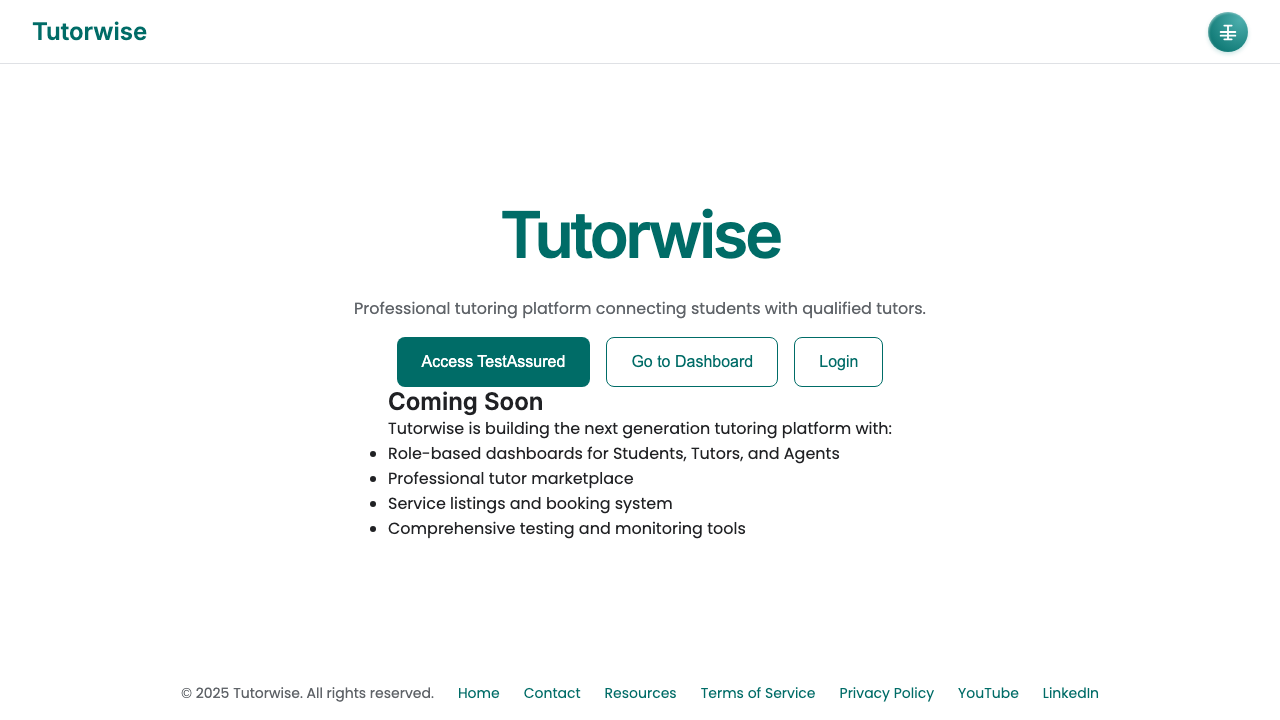 Tutorwise
Tutorwise
Professional tutoring platform connecting students with qualified tutors.
Access TestAssured
Go to Dashboard
Login
Coming Soon
Tutorwise is building the next generation tutoring platform with:
Role-based dashboards for Students, Tutors, and Agents
Professional tutor marketplace
Service listings and booking system
Comprehensive testing and monitoring tools
© 2025 Tutorwise. All rights reserved. Home Contact Resources Terms of Service Privacy Policy YouTube LinkedIn